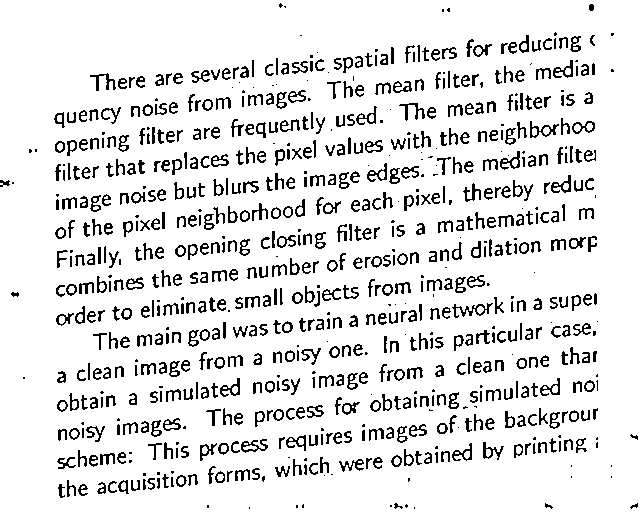 There are several classic spatial filters for reducing
quency noise from images. The mean filter, the media
opening filter are frequently used. The mean filter is a
filter that replaces the pixel values with the neighborhoo
image noise but blurs the image edges. The median filte
of the pixel neighborhood for each pixel, thereby reduc
Finally, the opening closing filter is a mathematical m
combines the same number of erosion and dilation morp
order to eliminate small objects from images.
The main goal was to train a neural network in a super
a clean image from a noisy one. In this particular case,
obtain a simulated noisy image from a clean one than
noisy images. The process for obtaining simulated noi
scheme: This process requires images of the backgroun
the acquisition forms, which were obtained by printing